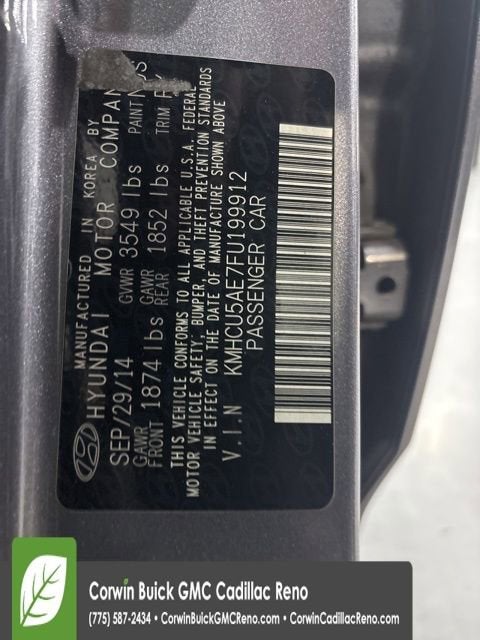 MANUFACTURED IN KOREA BY
HYUNDAI MOTOR COMPAN
SEP/29/14 GVWR 3549 lbs PAINT
GAWR FRONT 1874 lbs GAWR REAR 1852 lbs TRIM
THIS VEHICLE CONFORMS TO ALL APPLICABLE U.S.A. FEDERAL
MOTOR VEHICLE SAFETY, BUMPER, AND THEFT PREVENTION STANDARDS
IN EFFECT ON THE DATE OF MANUFACTURE SHOWN ABOVE
V.I.N KMHCU5AE7FU199912
PASSENGER CAR
Corwin Buick GMC Cadillac Reno
(775) 587-2434 • CorwinBuickGMCReno.com • CorwinCadillacReno.com